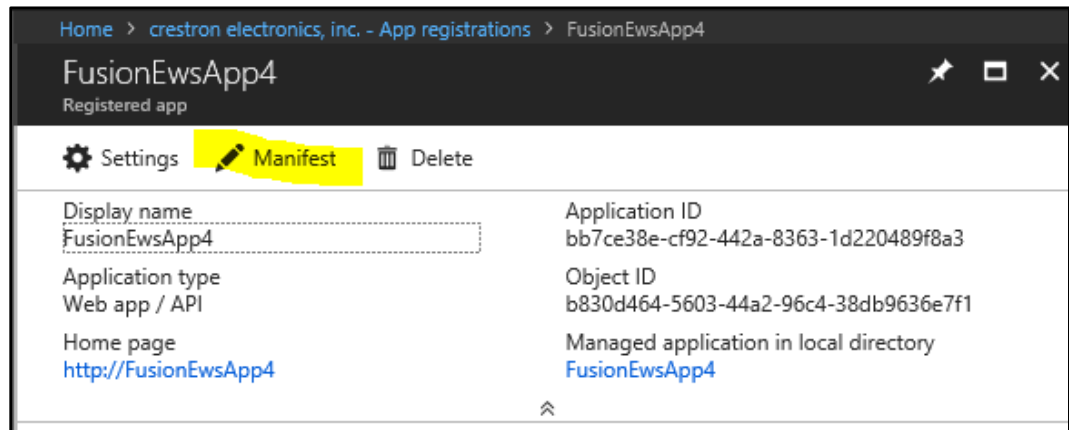 Home > crestron electronics, inc. - App registrations > FusionEwsApp4
FusionEwsApp4
Registered app
Settings Manifest Delete
Display name
FusionEwsApp4
Application type
Web app / API
Home page
http://FusionEwsApp4
Application ID
bb7ce38e-cf92-442a-8363-1d220489f8a3
Object ID
b830d464-5603-44a2-96c4-38db9636e7f1
Managed application in local directory
FusionEwsApp4